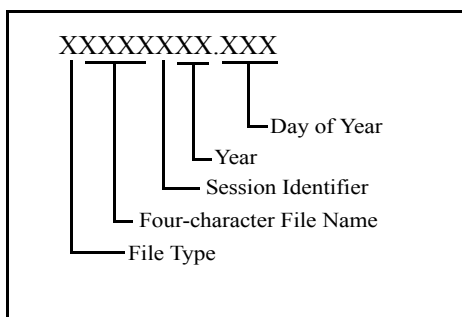 XXXXXXXX.XXX
Day of Year
Year
Session Identifier
Four-character File Name
File Type